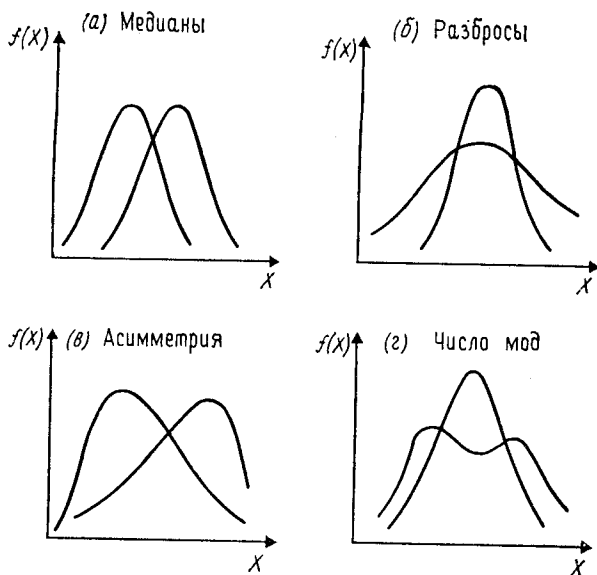 (а) Медианы
f(X)
X
(б) Разбросы
f(X)
X
(в) Асимметрия
f(X)
X
(г) Число мод
f(X)
X